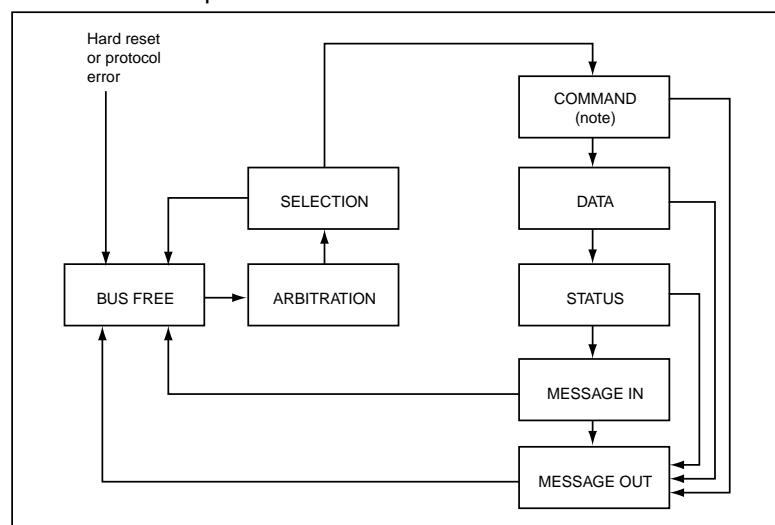 Hard reset
or protocol
error
COMMAND
(note)
SELECTION
DATA
BUS FREE
ARBITRATION
STATUS
MESSAGE IN
MESSAGE OUT